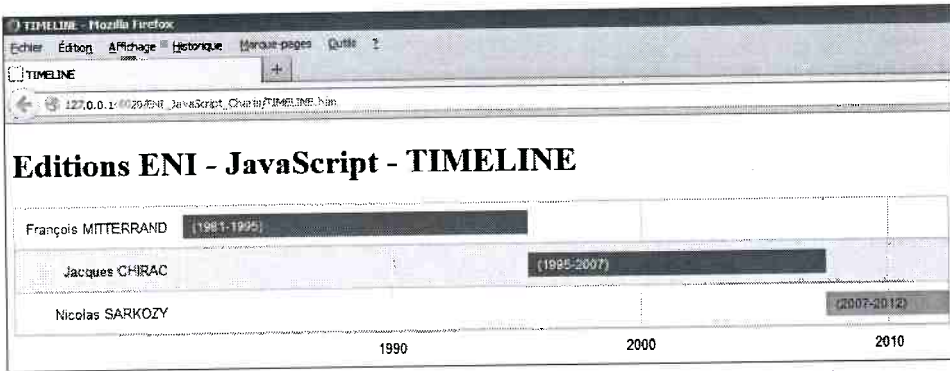 TIMELINE - Mozilla Firefox
Fichier Édition Affichage Historique Marque-pages Outils ?
TIMELINE +
Editions ENI - JavaScript - TIMELINE
François MITTERRAND (1981-1995)
Jacques CHIRAC (1995-2007)
Nicolas SARKOZY (2007-2012)
1990 2000 2010